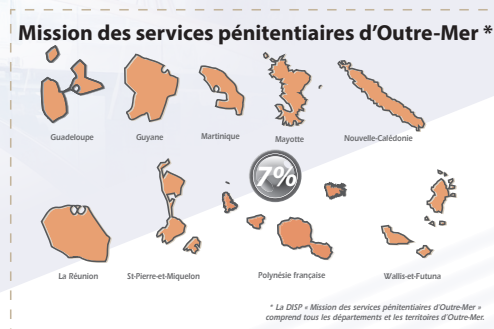 Mission des services pénitentiaires d'Outre-Mer *
Guadeloupe
Guyane
Martinique
Mayotte
Nouvelle-Calédonie
7%
La Réunion
St-Pierre-et-Miquelon
Polynésie française
Wallis-et-Futuna
* La DISP « Mission des services pénitentiaires d'Outre-Mer »
comprend tous les départements et les territoires d'Outre-Mer.